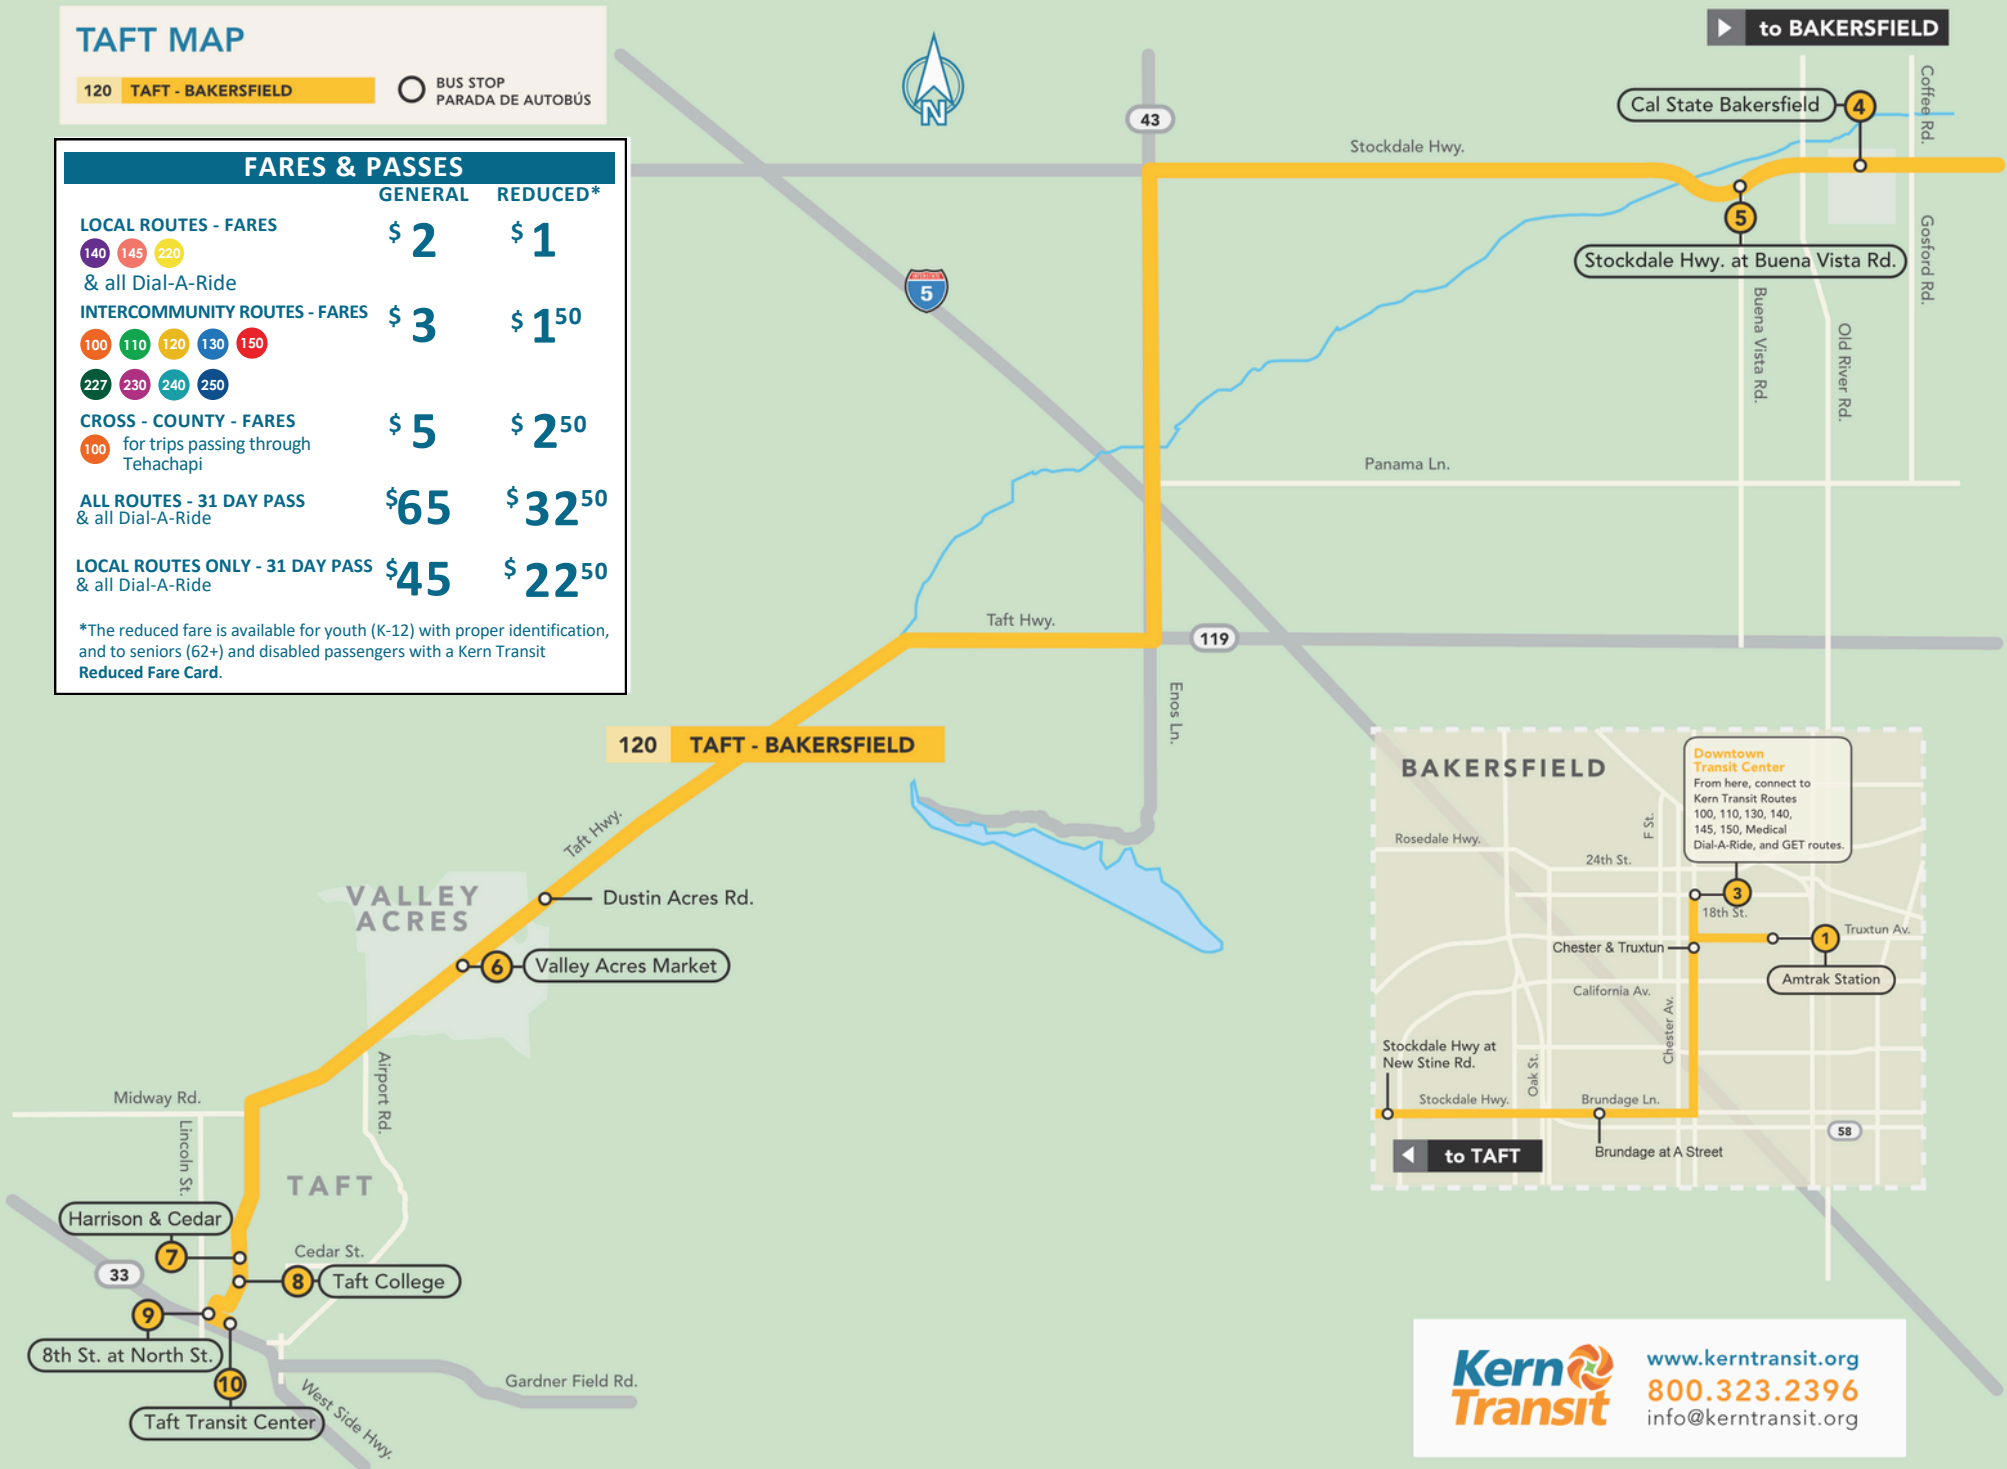 TAFT MAP
120 TAFT - BAKERSFIELD
BUS STOP
PARADA DE AUTOBÚS
N
to BAKERSFIELD
FARES & PASSES
GENERAL REDUCED*
LOCAL ROUTES - FARES $ 2 $ 1
140 145 220
& all Dial-A-Ride
INTERCOMMUNITY ROUTES - FARES $ 3 $ 1 50
100 110 120 130 150
227 230 240 250
CROSS - COUNTY - FARES $ 5 $ 2 50
100 for trips passing through
Tehachapi
ALL ROUTES - 31 DAY PASS $65 $ 32 50
& all Dial-A-Ride
LOCAL ROUTES ONLY - 31 DAY PASS $45 $ 22 50
& all Dial-A-Ride
*The reduced fare is available for youth (K-12) with proper identification,
and to seniors (62+) and disabled passengers with a Kern Transit
Reduced Fare Card.
43
Stockdale Hwy.
Cal State Bakersfield 4
Coffee Rd.
5
Stockdale Hwy. at Buena Vista Rd.
Gosford Rd.
Buena Vista Rd.
Old River Rd.
INTERSTATE
5
Panama Ln.
Taft Hwy.
119
Enos Ln.
120 TAFT - BAKERSFIELD
Taft Hwy.
VALLEY
ACRES
Dustin Acres Rd.
6 Valley Acres Market
Airport Rd.
Midway Rd.
Lincoln St.
TAFT
Harrison & Cedar
7
Cedar St.
33
8 Taft College
9
8th St. at North St.
10
Taft Transit Center
West Side Hwy.
Gardner Field Rd.
BAKERSFIELD
Downtown
Transit Center
From here, connect to
Kern Transit Routes
100, 110, 130, 140,
145, 150, Medical
Dial-A-Ride, and GET routes.
Rosedale Hwy.
F St.
24th St.
3
18th St.
Truxtun Av.
1
Chester & Truxtun
Amtrak Station
California Av.
Chester Av.
Stockdale Hwy at
New Stine Rd.
Oak St.
Stockdale Hwy.
Brundage Ln.
58
Brundage at A Street
to TAFT
Kern
Transit
www.kerntransit.org
800.323.2396
info@kerntransit.org